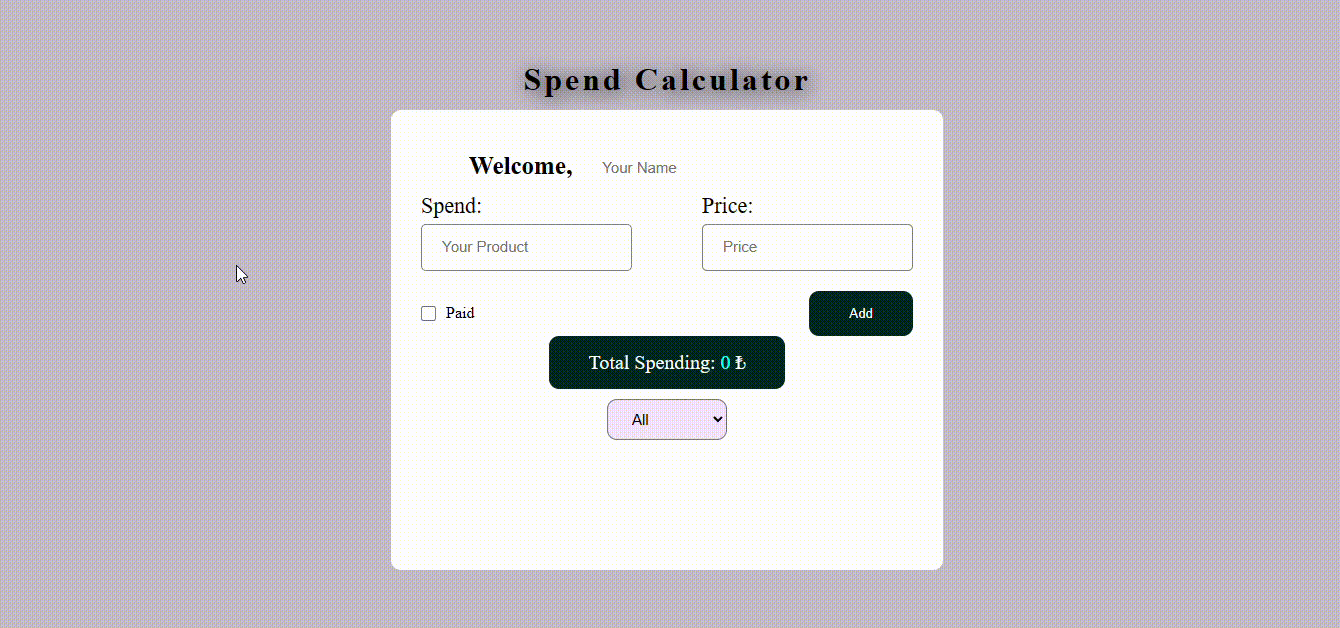 Spend Calculator
Welcome, Your Name
Spend: Price:
Your Product Price
Paid Add
Total Spending: 0 ₺
All